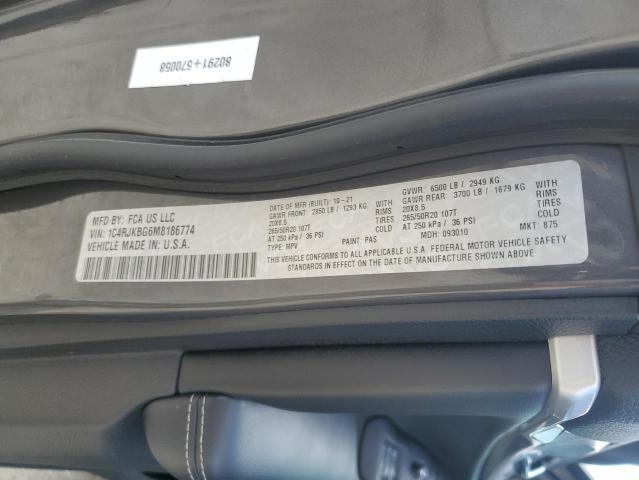 80291+570058
MFD BY: FCA US LLC
VIN: 1C4RJKBG6M8186774
VEHICLE MADE IN U.S.A.
DATE OF MFR (BUILT): 10-21
GAWR FRONT: 2850 LB / 1293 KG
WITH
20X8.5
RIMS
265/50R20 107T
TIRES
AT 250 kPa / 36 PSI
COLD
TYPE: MPV
PAINT: PAS
GVWR: 6500 LB / 2949 KG
GAWR REAR: 3700 LB / 1679 KG
WITH
20X8.5
RIMS
265/50R20 107T
TIRES
AT 250 kPa / 36 PSI
COLD
MDH: 093010
MKT: B75
THIS VEHICLE CONFORMS TO ALL APPLICABLE U.S.A. FEDERAL MOTOR VEHICLE SAFETY
STANDARDS IN EFFECT ON THE DATE OF MANUFACTURE SHOWN ABOVE.